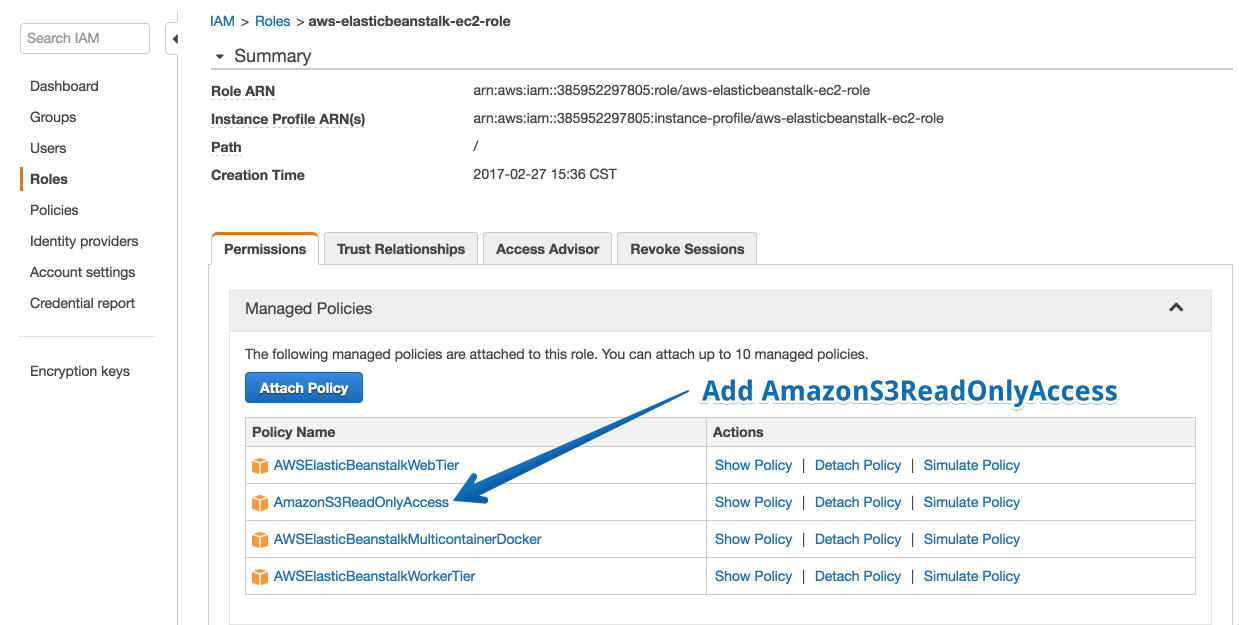 IAM > Roles > aws-elasticbeanstalk-ec2-role
Search IAM
Dashboard
Groups
Users
Roles
Policies
Identity providers
Account settings
Credential report
Encryption keys
Summary
Role ARN arn:aws:iam::385952297805:role/aws-elasticbeanstalk-ec2-role
Instance Profile ARN(s) arn:aws:iam::385952297805:instance-profile/aws-elasticbeanstalk-ec2-role
Path /
Creation Time 2017-02-27 15:36 CST
Permissions Trust Relationships Access Advisor Revoke Sessions
Managed Policies
The following managed policies are attached to this role. You can attach up to 10 managed policies.
Attach Policy
Add AmazonS3ReadOnlyAccess
Policy Name Actions
AWSElasticBeanstalkWebTier Show Policy | Detach Policy | Simulate Policy
AmazonS3ReadOnlyAccess Show Policy | Detach Policy | Simulate Policy
AWSElasticBeanstalkMulticontainerDocker Show Policy | Detach Policy | Simulate Policy
AWSElasticBeanstalkWorkerTier Show Policy | Detach Policy | Simulate Policy